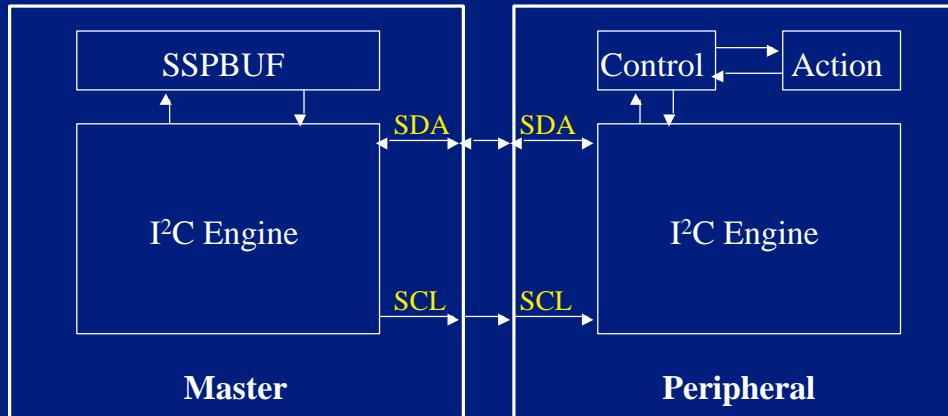 SSPBUF
Control
Action
SDA
SDA
I²C Engine
I²C Engine
SCL
SCL
Master
Peripheral